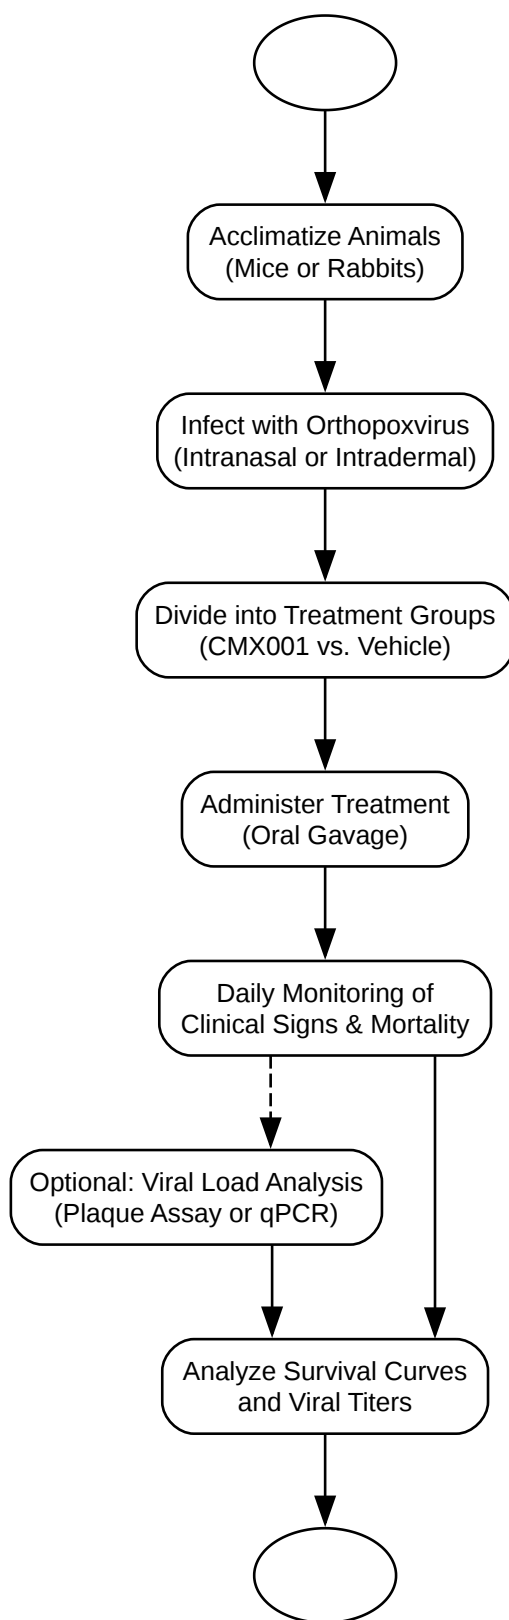 Acclimatize Animals
(Mice or Rabbits)
Infect with Orthopoxvirus
(Intranasal or Intradermal)
Divide into Treatment Groups
(CMX001 vs. Vehicle)
Administer Treatment
(Oral Gavage)
Daily Monitoring of
Clinical Signs & Mortality
Optional: Viral Load Analysis
(Plaque Assay or qPCR)
Analyze Survival Curves
and Viral Titers